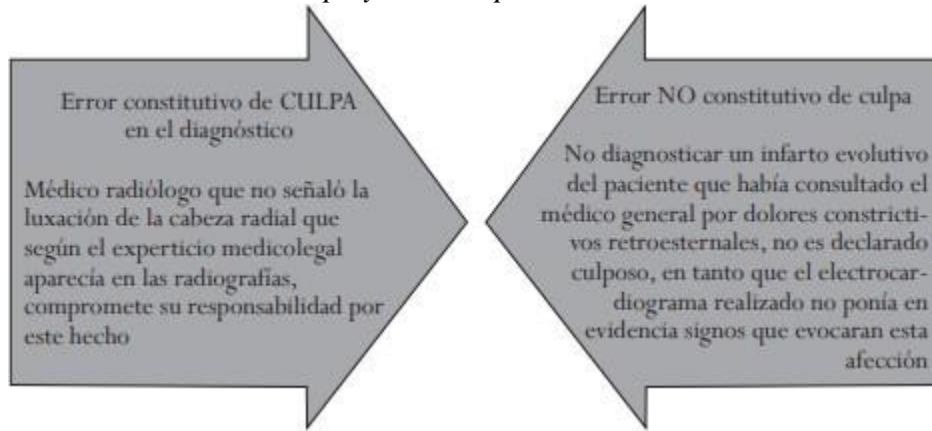 Error constitutivo de CULPA
en el diagnóstico
Médico radiólogo que no señaló la
luxación de la cabeza radial que
según el experticio medicolegal
aparecía en las radiografías,
compromete su responsabilidad por
este hecho
Error NO constitutivo de culpa
No diagnosticar un infarto evolutivo
del paciente que había consultado el
médico general por dolores constricti-
vos retroesternales, no es declarado
culposo, en tanto que el electrocar-
diograma realizado no ponía en
evidencia signos que evocaran esta
afección